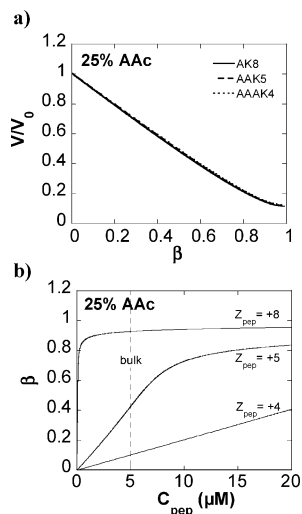 a)
25% AAc
AK8
AAK5
AAAK4
V/V0
1.2
1
0.8
0.6
0.4
0.2
0
0 0.2 0.4 0.6 0.8 1
β
b)
25% AAc
Zpep = +8
bulk
Zpep = +5
Zpep = +4
β
1.2
1
0.8
0.6
0.4
0.2
0
0 5 10 15 20
Cpep (µM)